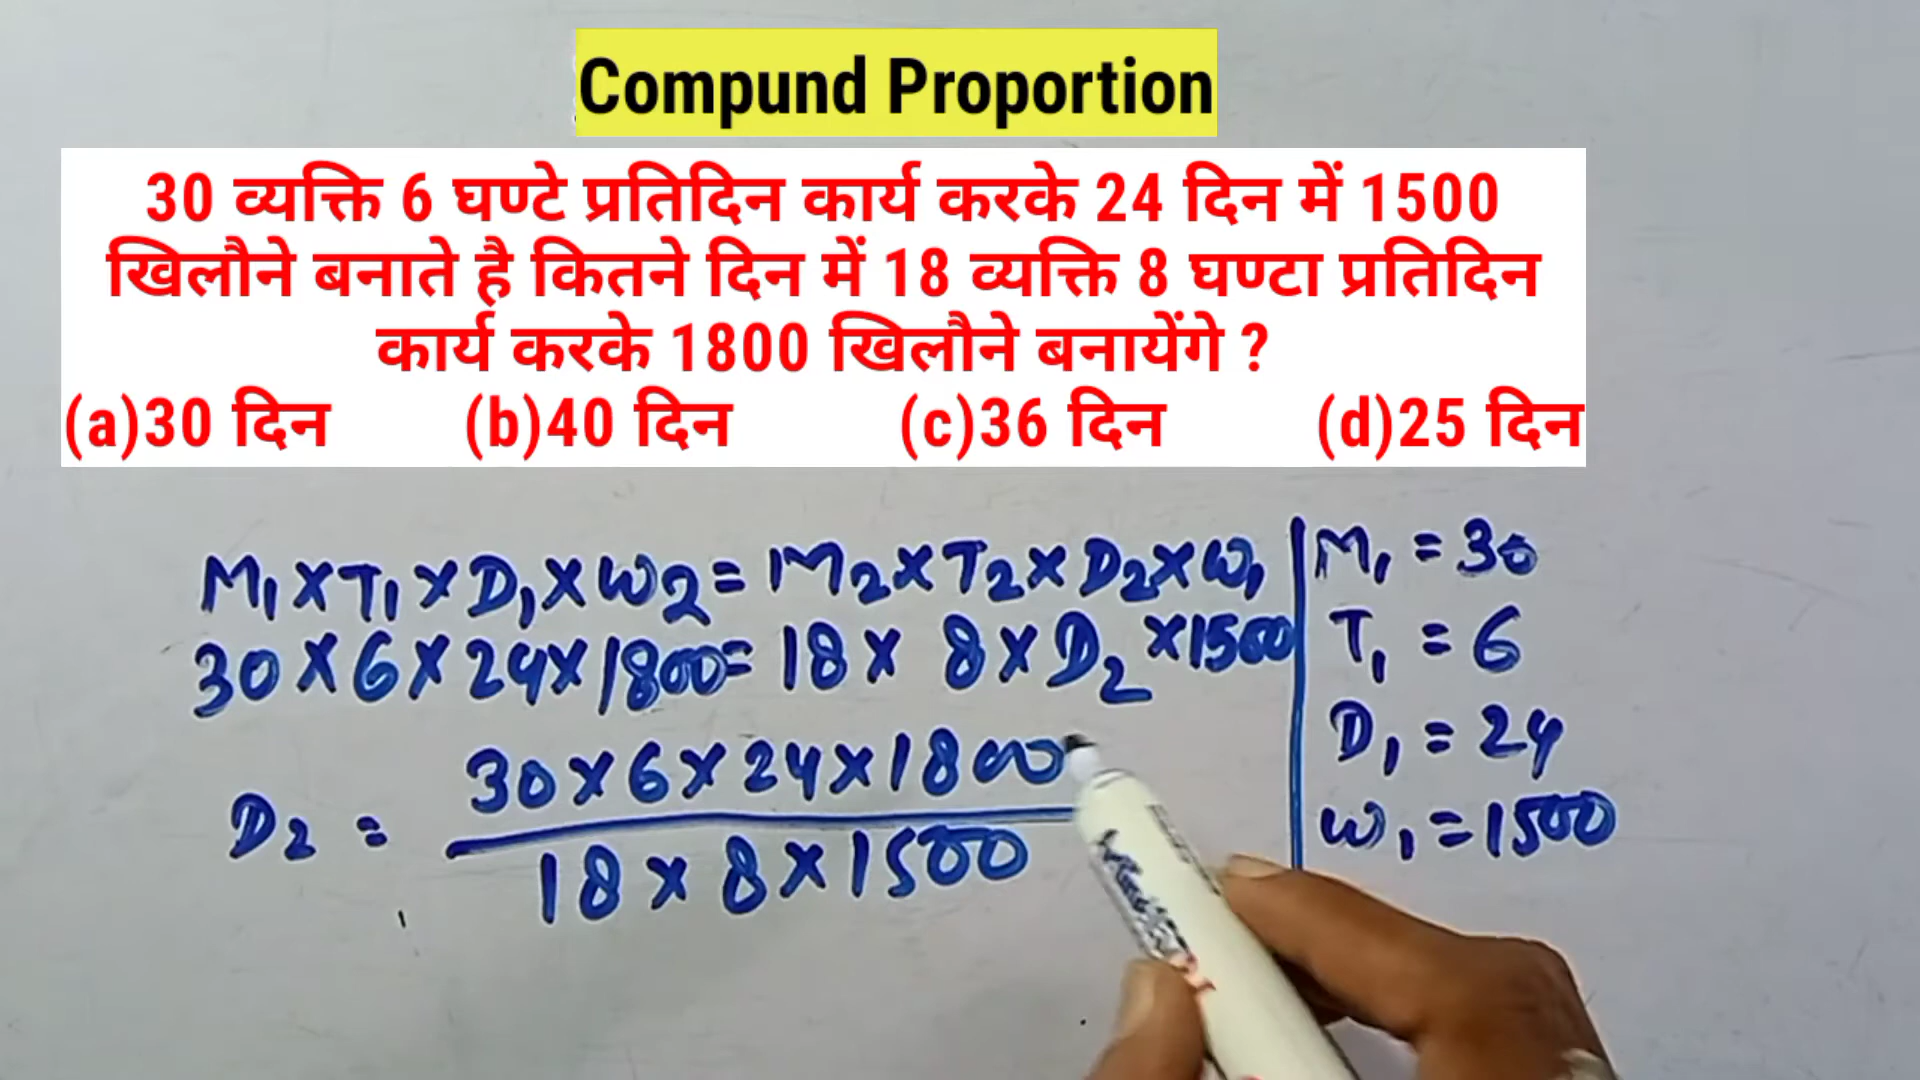 Compund Proportion
30 व्यक्ति 6 घण्टे प्रतिदिन कार्य करके 24 दिन में 1500
खिलौने बनाते है कितने दिन में 18 व्यक्ति 8 घण्टा प्रतिदिन
कार्य करके 1800 खिलौने बनायेंगे ?
(a)30 दिन (b)40 दिन (c)36 दिन (d)25 दिन
M₁×T₁×D₁×W2=M2×T2×D2×W₁
30×6×24×1800=18×8×D2×1500
D2 = 30×6×24×1800
18×8×1500
M₁=30
T₁=6
D₁=24
W₁=1500